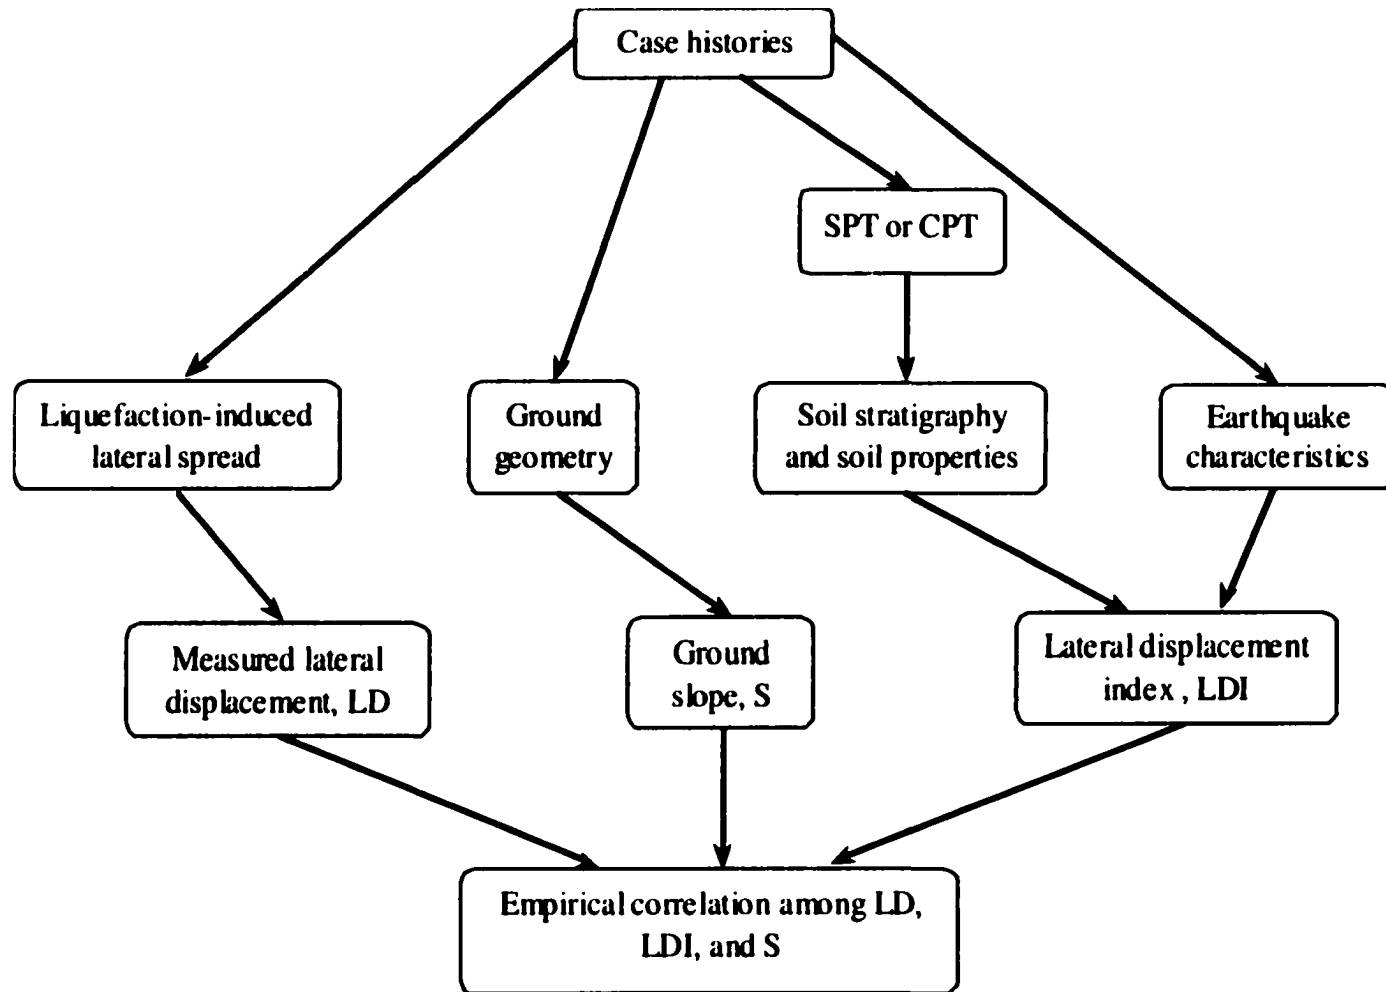 Case histories
SPT or CPT
Liquefaction-induced
lateral spread
Ground
geometry
Soil stratigraphy
and soil properties
Earthquake
characteristics
Measured lateral
displacement, LD
Ground
slope, S
Lateral displacement
index , LDI
Empirical correlation among LD,
LDI, and S